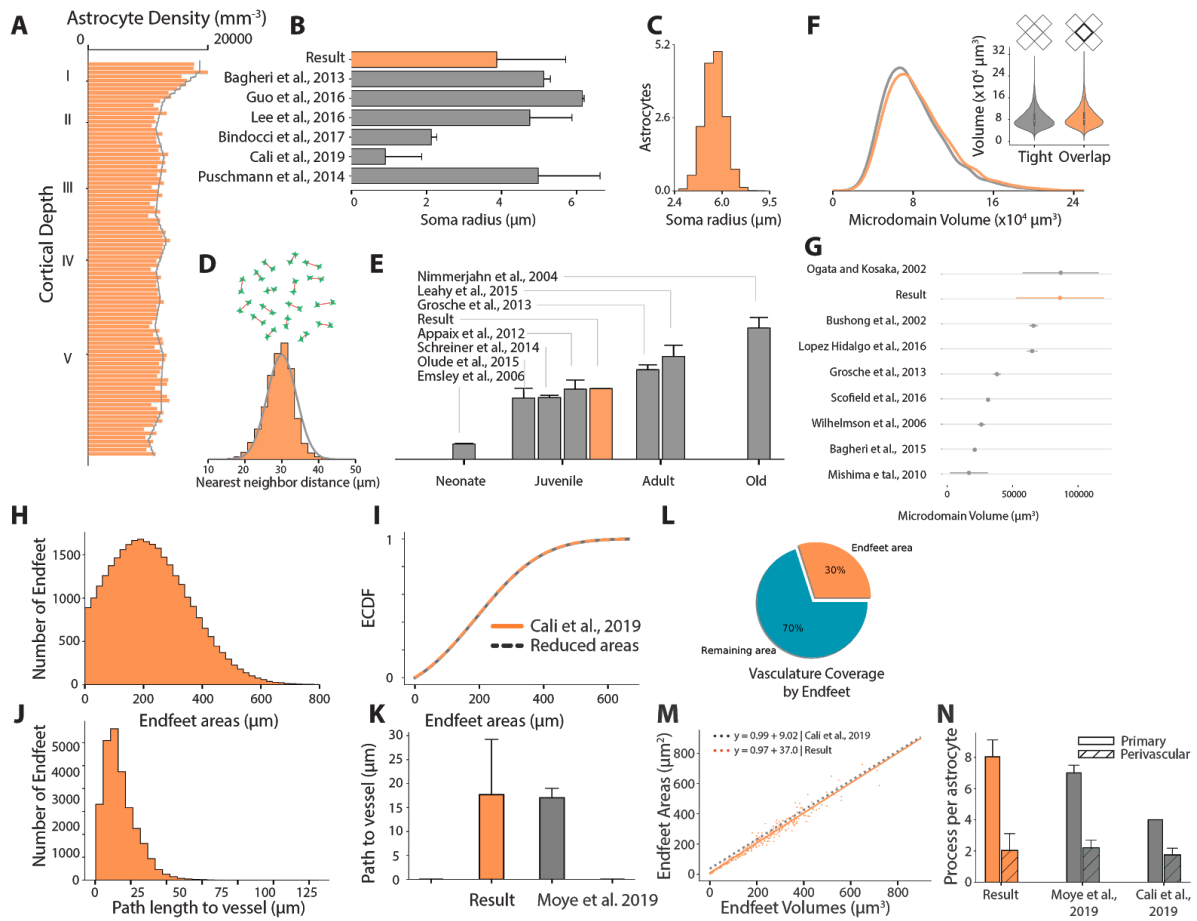 A
Astrocyte Density (mm⁻³)
0
20000
Cortical Depth
I
II
III
IV
V
B
Result
Bagheri et al., 2013
Guo et al., 2016
Lee et al., 2016
Bindocci et al., 2017
Cali et al., 2019
Puschmann et al., 2014
0
2
4
6
Soma radius (μm)
C
Astrocytes
5.2
2.6
0.0
2.4
6.0
9.5
Soma radius (μm)
F
Volume (x10⁴ μm³)
32
24
16
8
0
Tight
Overlap
0
8
16
24
Microdomain Volume (x10⁴ μm³)
D
10
20
30
40
50
Nearest neighbor distance (μm)
E
Nimmerjahn et al., 2004
Leahy et al., 2015
Grosche et al., 2013
Result
Appaix et al., 2012
Schreiner et al., 2014
Olude et al., 2015
Emsley et al., 2006
Neonate
Juvenile
Adult
Old
G
Ogata and Kosaka, 2002
Result
Bushong et al., 2002
Lopez Hidalgo et al., 2016
Grosche et al., 2013
Scofield et al., 2016
Wilhelmson et al., 2006
Bagheri et al., 2015
Mishima e tal., 2010
0
50000
100000
Microdomain Volume (μm³)
H
Number of Endfeet
1500
1000
500
0
0
200
400
600
800
Endfeet areas (μm)
I
ECDF
1
0
Cali et al., 2019
Reduced areas
0
200
400
600
Endfeet areas (μm)
L
Endfeet area
30%
70%
Remaining area
Vasculature Coverage
by Endfeet
J
Number of Endfeet
5000
4000
3000
2000
1000
0
0
25
50
75
100
125
Path length to vessel (μm)
K
Path to vessel (μm)
30
25
20
15
10
5
0
Result
Moye et al. 2019
M
Endfeet Areas (μm²)
y = 0.99 + 9.02 | Cali et al., 2019
y = 0.97 + 37.0 | Result
800
600
400
200
0
0
200
400
600
800
Endfeet Volumes (μm³)
N
Process per astrocyte
Primary
Perivascular
8
6
4
2
0
Result
Moye et al.,
2019
Cali et al.,
2019